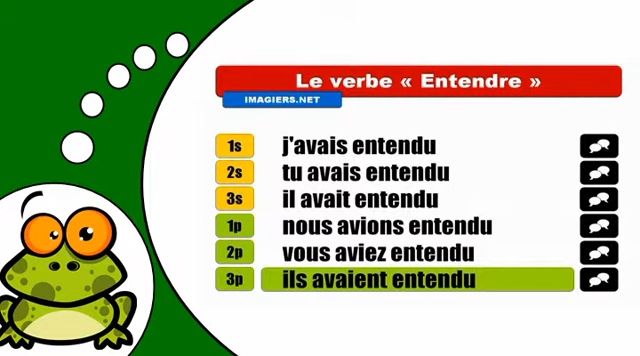 Le verbe « Entendre »
IMAGIERS.NET
1s j'avais entendu
2s tu avais entendu
3s il avait entendu
1p nous avions entendu
2p vous aviez entendu
3p ils avaient entendu